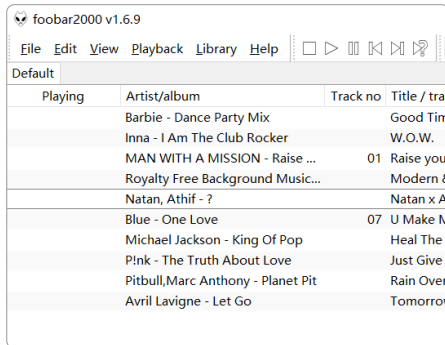 foobar2000 v1.6.9
File Edit View Playback Library Help
Default
Playing Artist/album Track no Title / tra
Barbie - Dance Party Mix Good Tim
Inna - I Am The Club Rocker W.O.W.
MAN WITH A MISSION - Raise ... 01 Raise you
Royalty Free Background Music... Modern &
Natan, Athif - ? Natan x A
Blue - One Love 07 U Make M
Michael Jackson - King Of Pop Heal The
P!nk - The Truth About Love Just Give
Pitbull,Marc Anthony - Planet Pit Rain Over
Avril Lavigne - Let Go Tomorrow